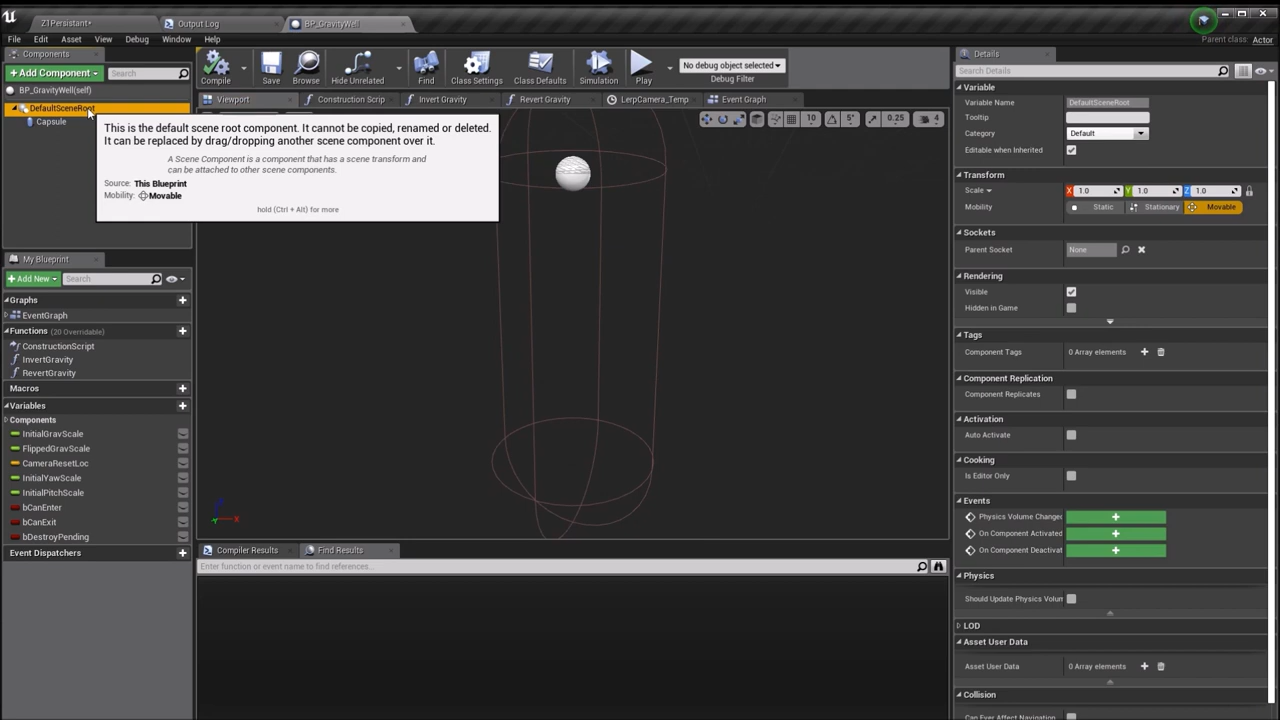 Z1Persistant*
Output Log
BP_GravityWell
File Edit Asset View Debug Window Help
Parent class: Actor
Components
+ Add Component
Search
BP_GravityWell(self)
DefaultSceneRoot
Capsule
This is the default scene root component. It cannot be copied, renamed or deleted.
It can be replaced by drag/dropping another scene component over it.
A Scene Component is a component that has a scene transform and
can be attached to other scene components.
Source: This Blueprint
Mobility: Movable
hold (Ctrl + Alt) for more
Compile
Save
Browse
Hide Unrelated
Find
Class Settings
Class Defaults
Simulation
Play
No debug object selected
Debug Filter
Viewport
Construction Scrip
Invert Gravity
Revert Gravity
LerpCamera_Temp
Event Graph
10
5°
0.25
4
My Blueprint
+ Add New
Search
Graphs
EventGraph
Functions (20 Overridable)
ConstructionScript
InvertGravity
RevertGravity
Macros
Variables
Components
InitialGravScale
FlippedGravScale
CameraResetLoc
InitialYawScale
InitialPitchScale
bCanEnter
bCanExit
bDestroyPending
Event Dispatchers
X
Compiler Results
Find Results
Enter function or event name to find references...
Details
Search Details
Variable
Variable Name DefaultSceneRoot
Tooltip
Category Default
Editable when Inherited
Transform
Scale X 1.0 Y 1.0 Z 1.0
Mobility Static Stationary Movable
Sockets
Parent Socket None
Rendering
Visible
Hidden in Game
Tags
Component Tags 0 Array elements
Component Replication
Component Replicates
Activation
Auto Activate
Cooking
Is Editor Only
Events
Physics Volume Changed
On Component Activated
On Component Deactivat
Physics
Should Update Physics Volum
LOD
Asset User Data
Asset User Data 0 Array elements
Collision
Can Ever Affect Navigation